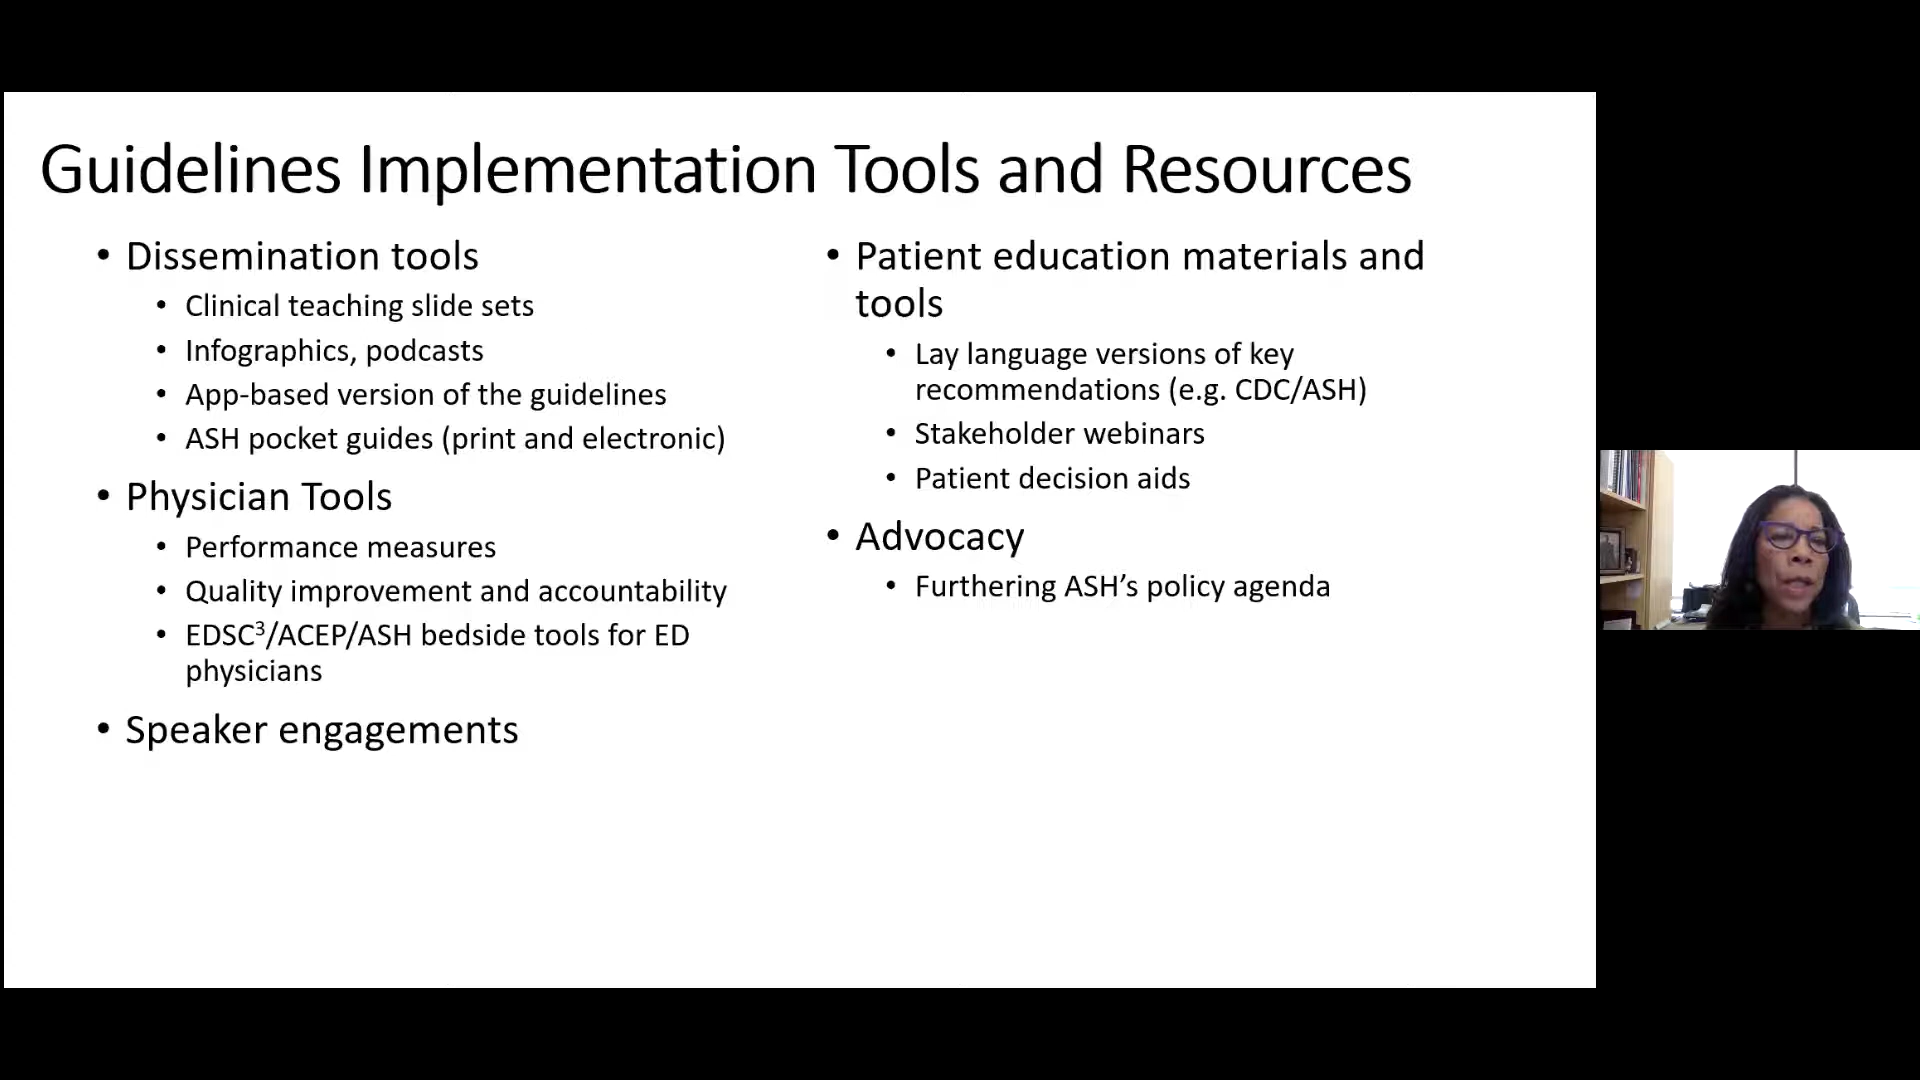 Guidelines Implementation Tools and Resources
• Dissemination tools
• Clinical teaching slide sets
• Infographics, podcasts
• App-based version of the guidelines
• ASH pocket guides (print and electronic)
• Physician Tools
• Performance measures
• Quality improvement and accountability
• EDSC³/ACEP/ASH bedside tools for ED
physicians
• Speaker engagements
• Patient education materials and
tools
• Lay language versions of key
recommendations (e.g. CDC/ASH)
• Stakeholder webinars
• Patient decision aids
• Advocacy
• Furthering ASH’s policy agenda